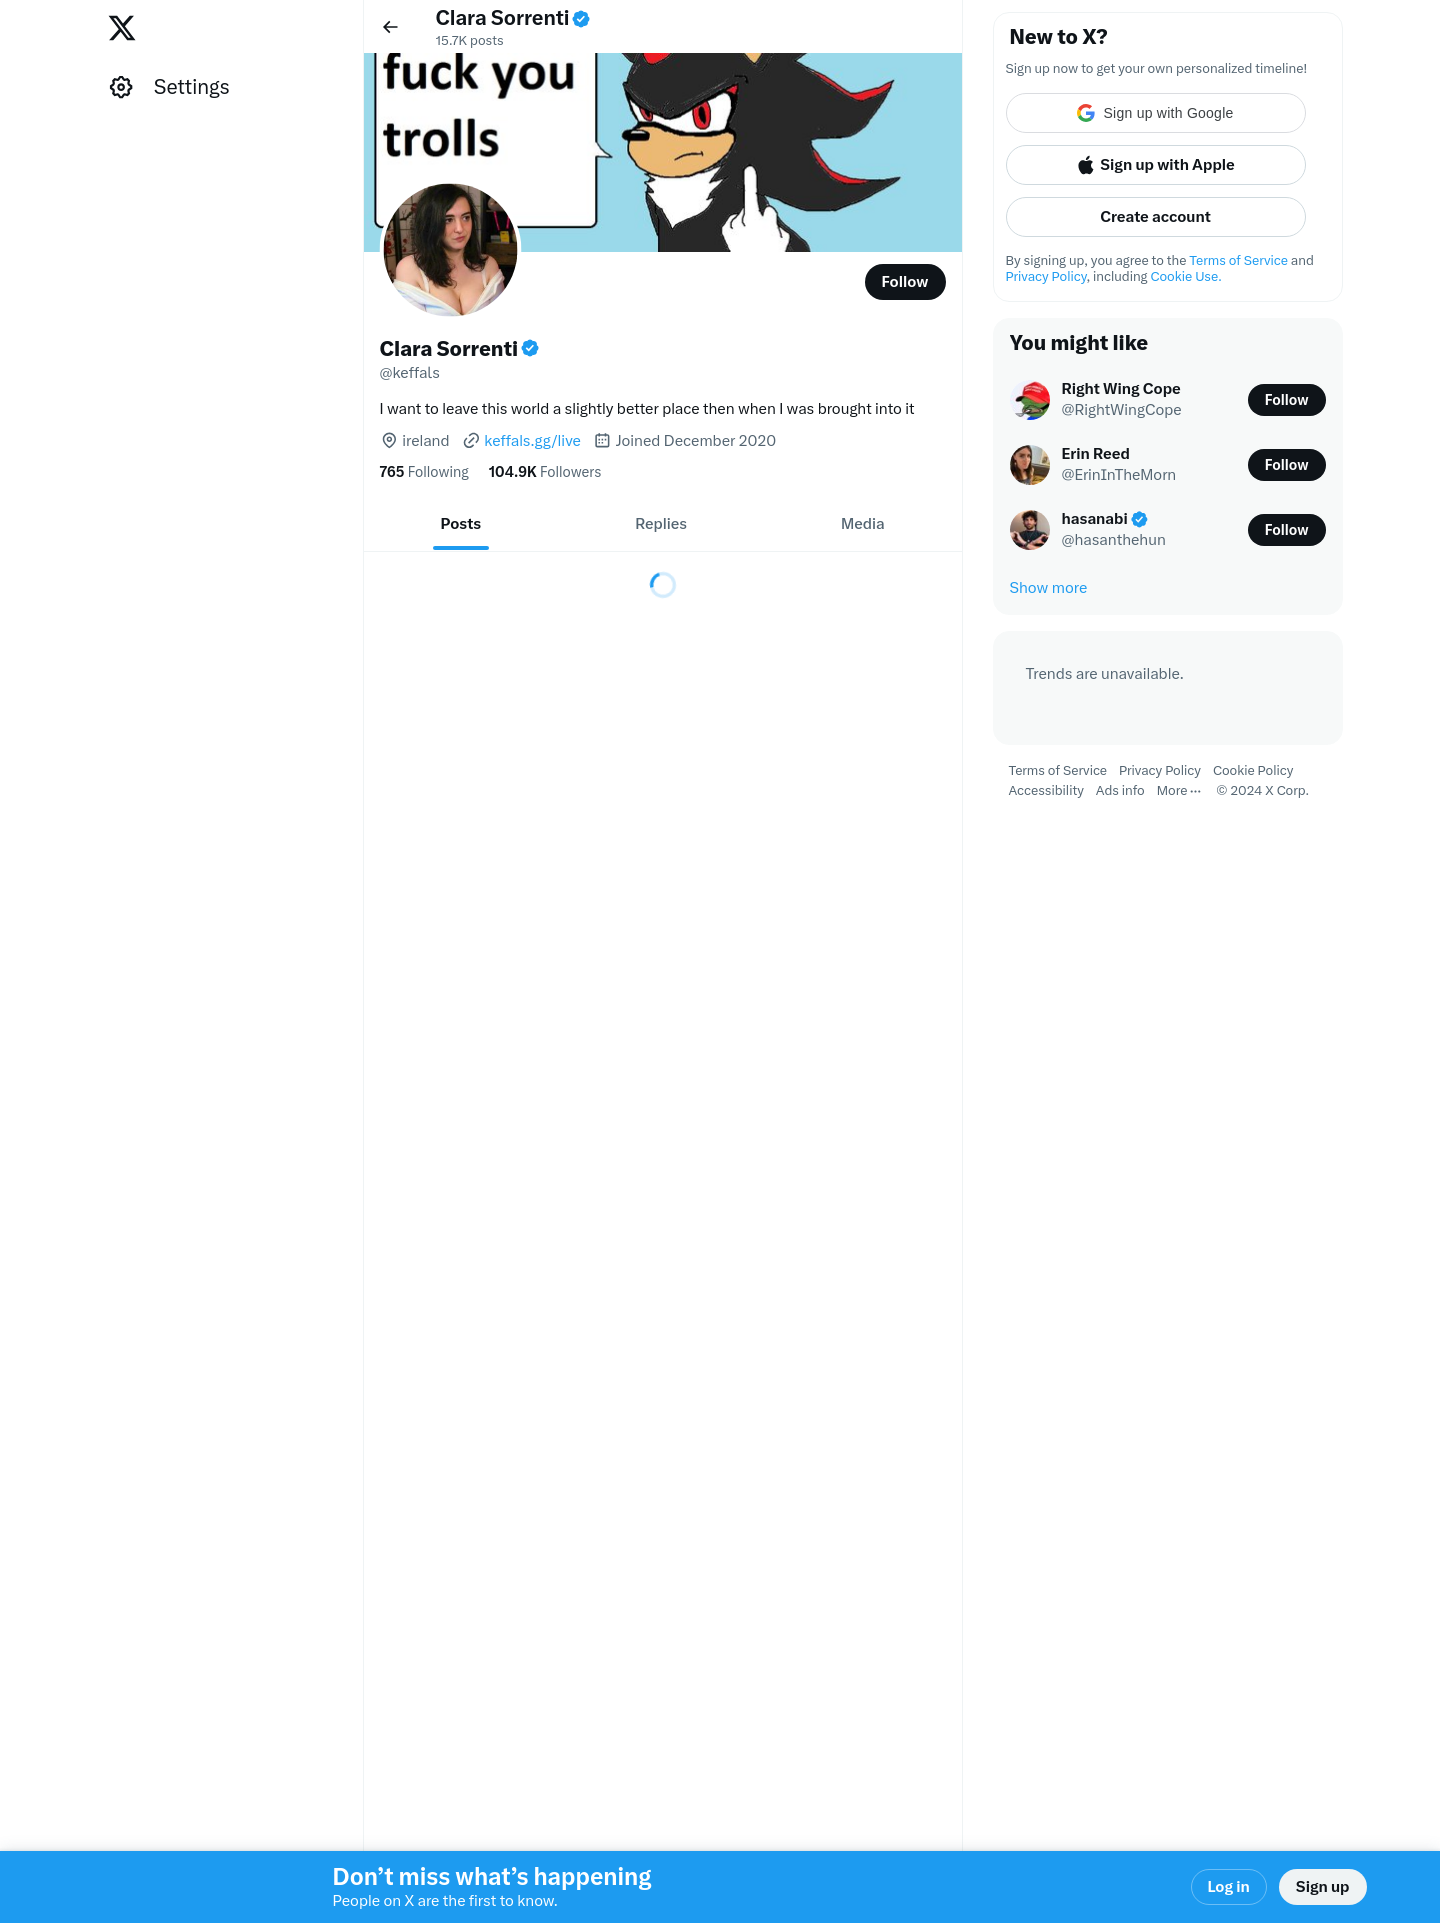 Settings
Clara Sorrenti
15.7K posts
fuck you
trolls
Follow
Clara Sorrenti
@keffals
I want to leave this world a slightly better place then when I was brought into it
ireland keffals.gg/live Joined December 2020
765 Following 104.9K Followers
Posts Replies Media
New to X?
Sign up now to get your own personalized timeline!
Sign up with Google
Sign up with Apple
Create account
By signing up, you agree to the Terms of Service and
Privacy Policy, including Cookie Use.
You might like
Right Wing Cope
@RightWingCope
Follow
Erin Reed
@ErinInTheMorn
Follow
hasanabi
@hasanthehun
Follow
Show more
Trends are unavailable.
Terms of Service Privacy Policy Cookie Policy
Accessibility Ads info More ··· © 2024 X Corp.
Don’t miss what’s happening
People on X are the first to know.
Log in Sign up